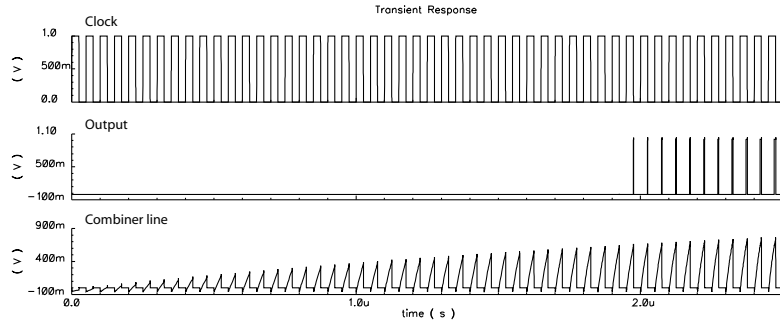 Transient Response
Clock
1.0
500m
0.0
( V )
Output
1.10
500m
-100m
( V )
Combiner line
900m
400m
-100m
( V )
0.0 1.0u 2.0u
time ( s )